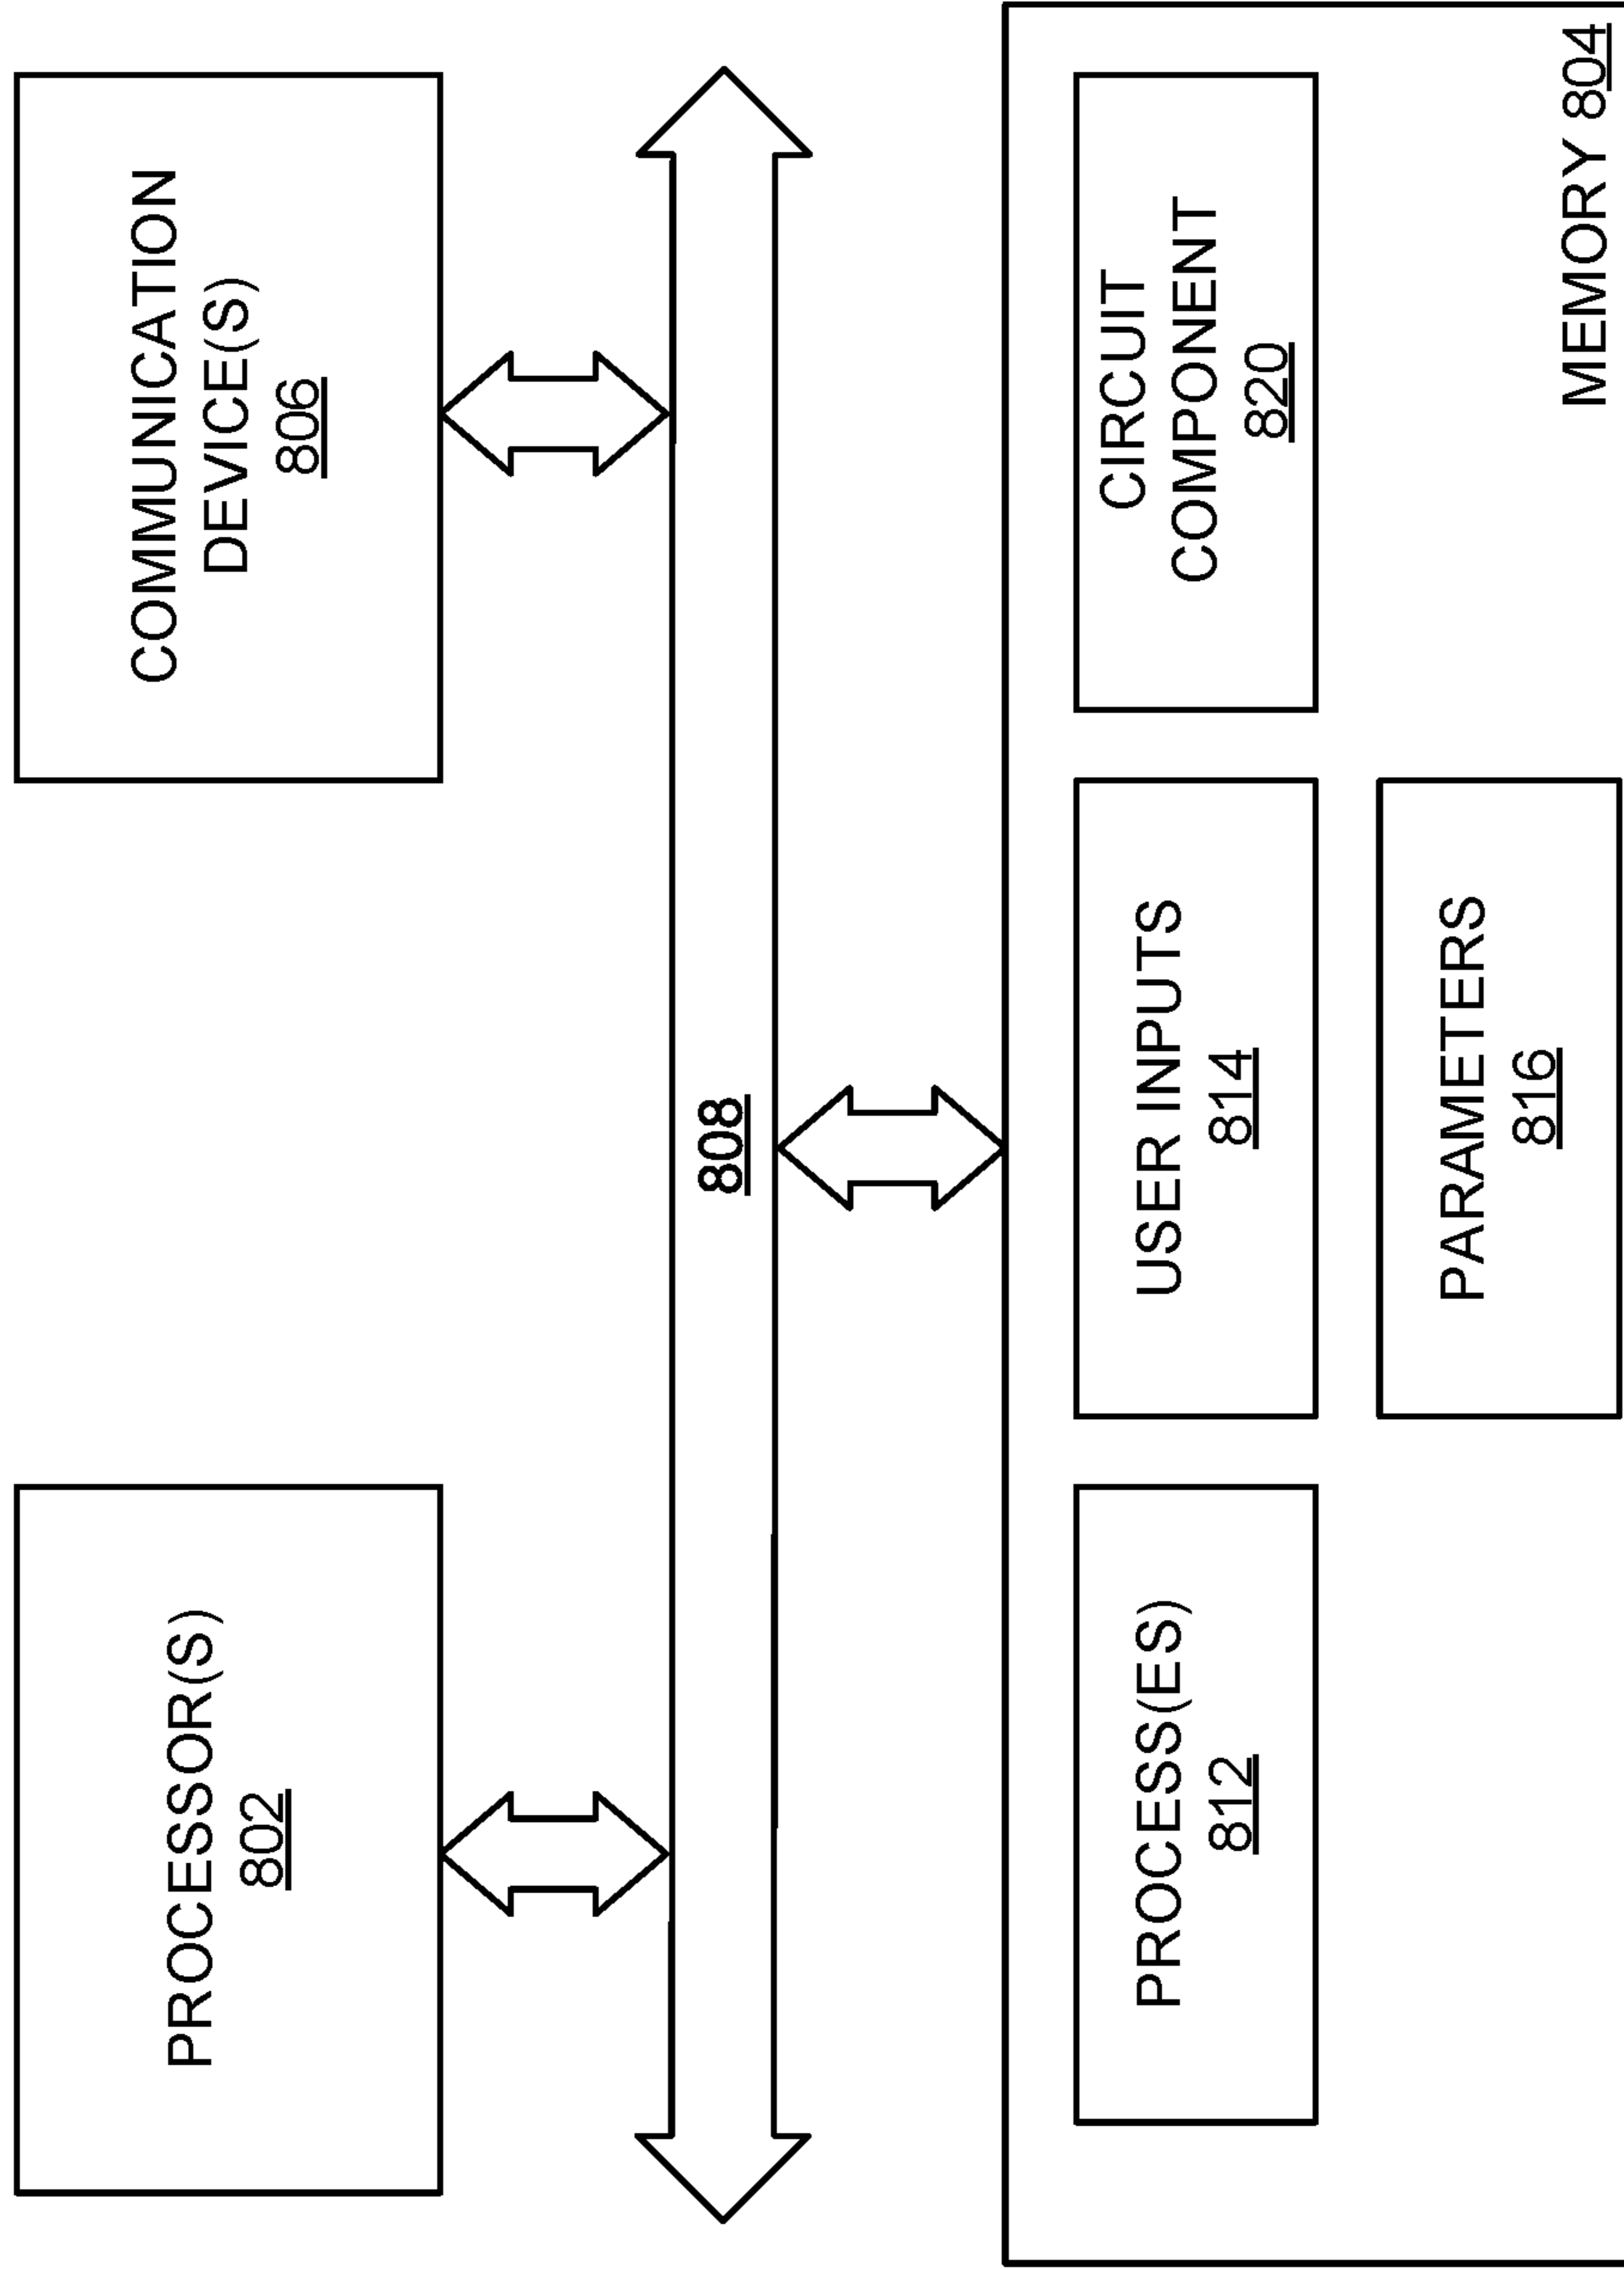 PROCESSOR(S)
802
COMMUNICATION
DEVICE(S)
806
808
PROCESS(ES)
812
USER INPUTS
814
CIRCUIT
COMPONENT
820
PARAMETERS
816
MEMORY 804